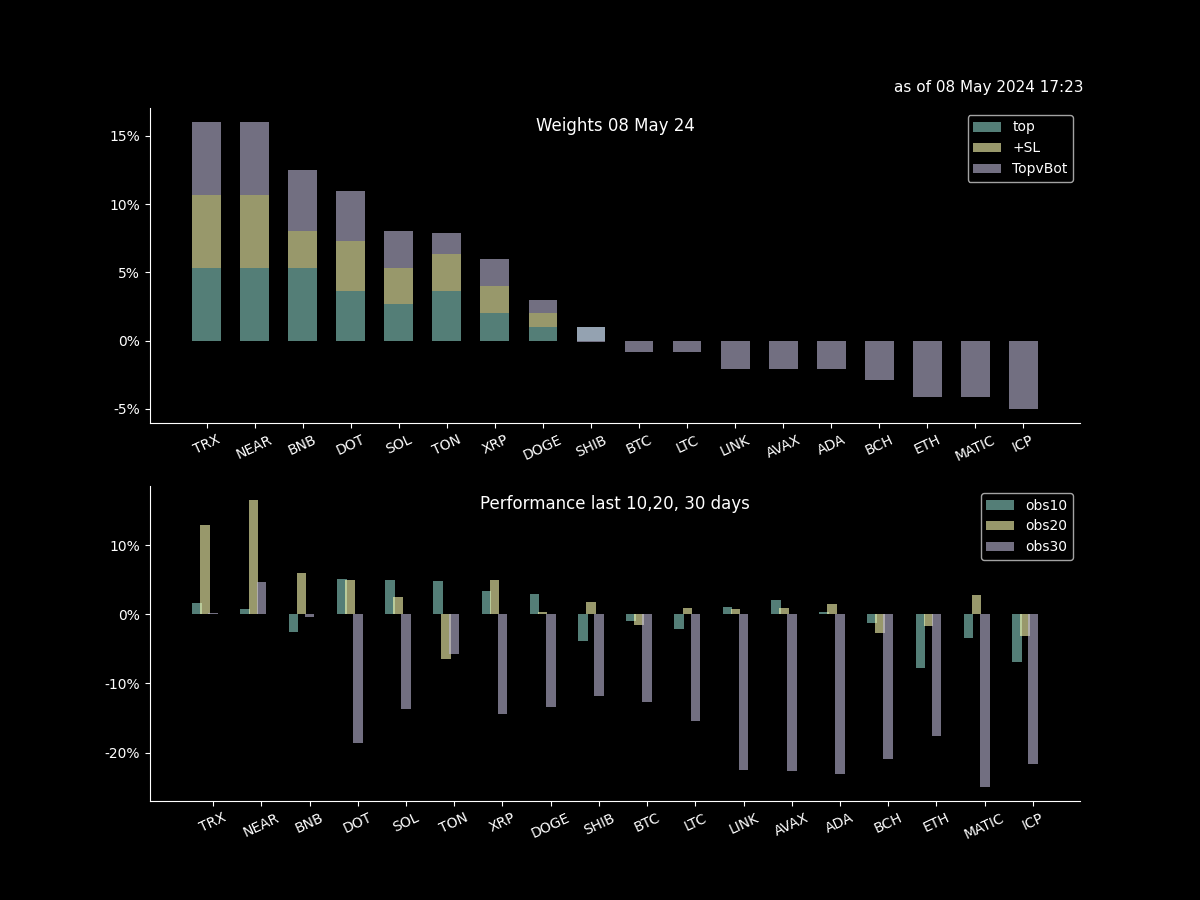 as of 08 May 2024 17:23
Weights 08 May 24
top
+SL
TopvBot
15%
10%
5%
0%
-5%
TRX NEAR BNB DOT SOL TON XRP DOGE SHIB BTC LTC LINK AVAX ADA BCH ETH MATIC ICP
Performance last 10,20, 30 days
obs10
obs20
obs30
10%
0%
-10%
-20%
TRX NEAR BNB DOT SOL TON XRP DOGE SHIB BTC LTC LINK AVAX ADA BCH ETH MATIC ICP